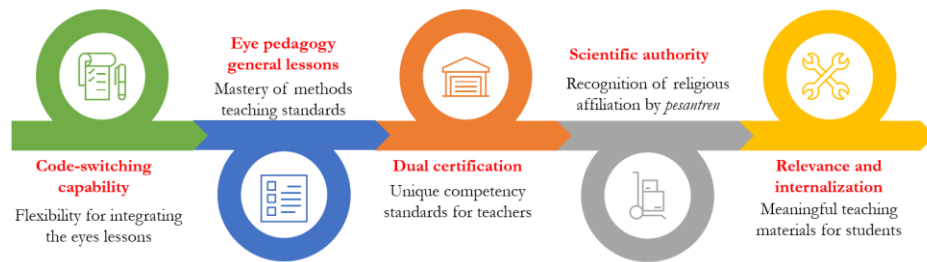 Code-switching
capability
Flexibility for integrating
the eyes lessons
Eye pedagogy
general lessons
Mastery of methods
teaching standards
Dual certification
Unique competency
standards for teachers
Scientific authority
Recognition of religious
affiliation by pesantren
Relevance and
internalization
Meaningful teaching
materials for students